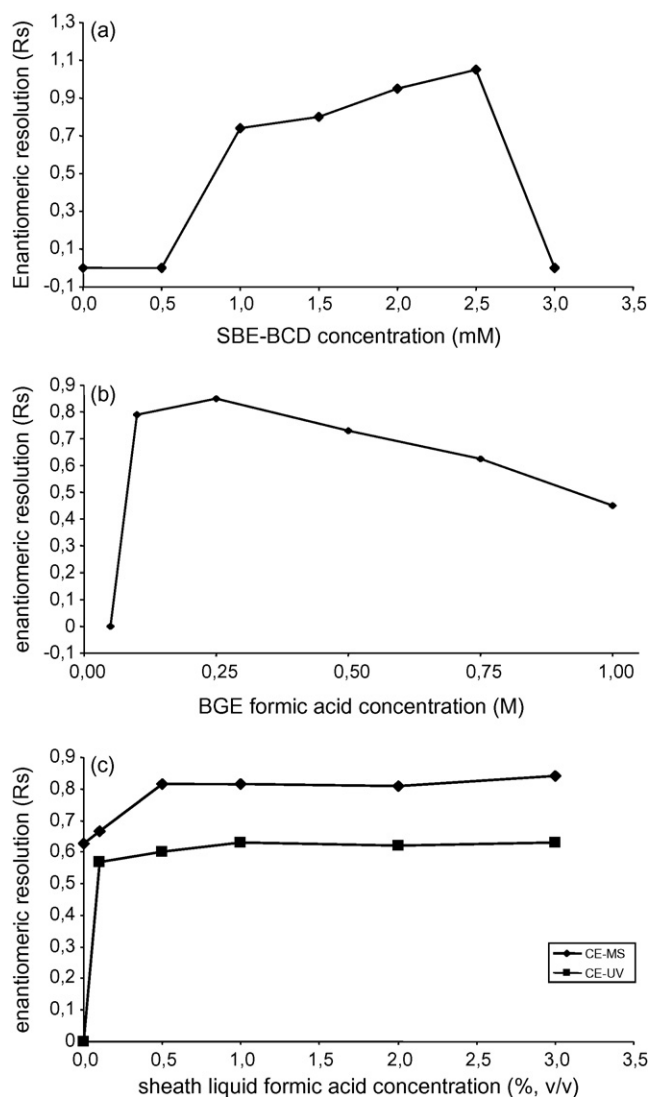 (a)
Enantiomeric resolution (Rs)
1,3
1,1
0,9
0,7
0,5
0,3
0,1
-0,1
0,0 0,5 1,0 1,5 2,0 2,5 3,0 3,5
SBE-BCD concentration (mM)
(b)
enantiomeric resolution (Rs)
0,9
0,8
0,7
0,6
0,5
0,4
0,3
0,2
0,1
0
-0,1
0,00 0,25 0,50 0,75 1,00
BGE formic acid concentration (M)
(c)
enantiomeric resolution (Rs)
0,9
0,8
0,7
0,6
0,5
0,4
0,3
0,2
0,1
0
CE-MS
CE-UV
0,0 0,5 1,0 1,5 2,0 2,5 3,0 3,5
sheath liquid formic acid concentration (%, v/v)